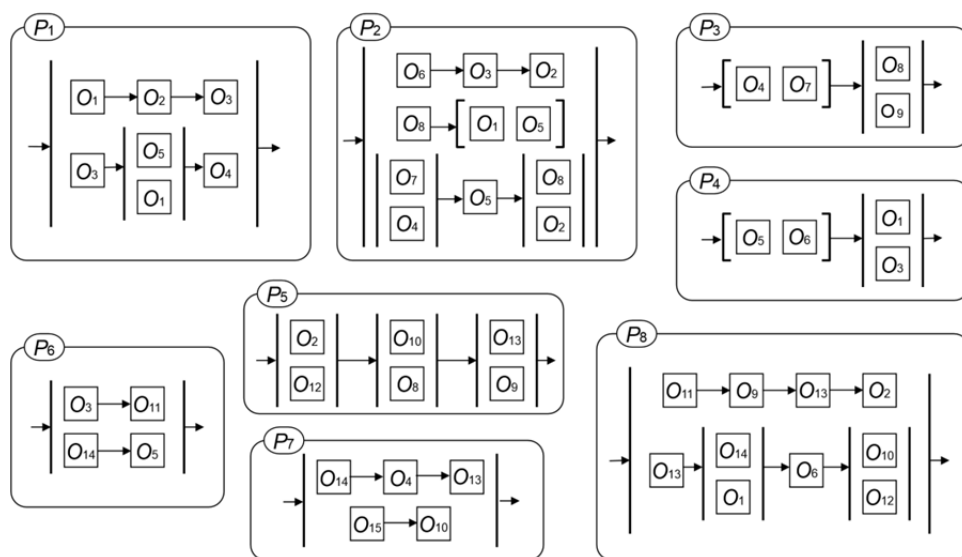 P1
O1 O2 O3
O5
O3 O4
O1
P2
O6 O3 O2
O8 O1 O5
O7 O8
O5
O4 O2
P3
O8
O4 O7
O9
P4
O1
O5 O6
O3
P5
O2 O10 O13
O12 O8 O9
P6
O3 O11
O14 O5
P7
O14 O4 O13
O15 O10
P8
O11 O9 O13 O2
O14 O10
O13 O6
O1 O12